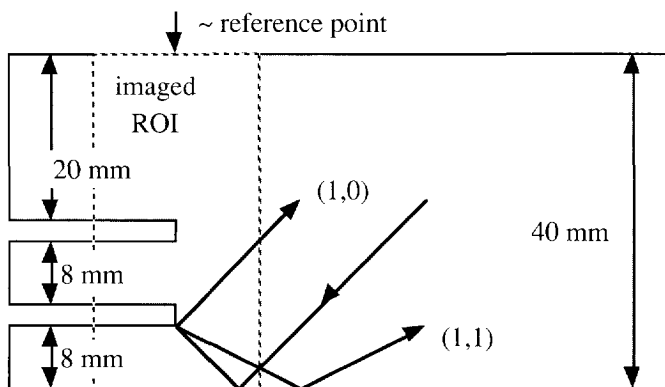 ~ reference point
imaged
ROI
20 mm
(1,0)
40 mm
8 mm
(1,1)
8 mm